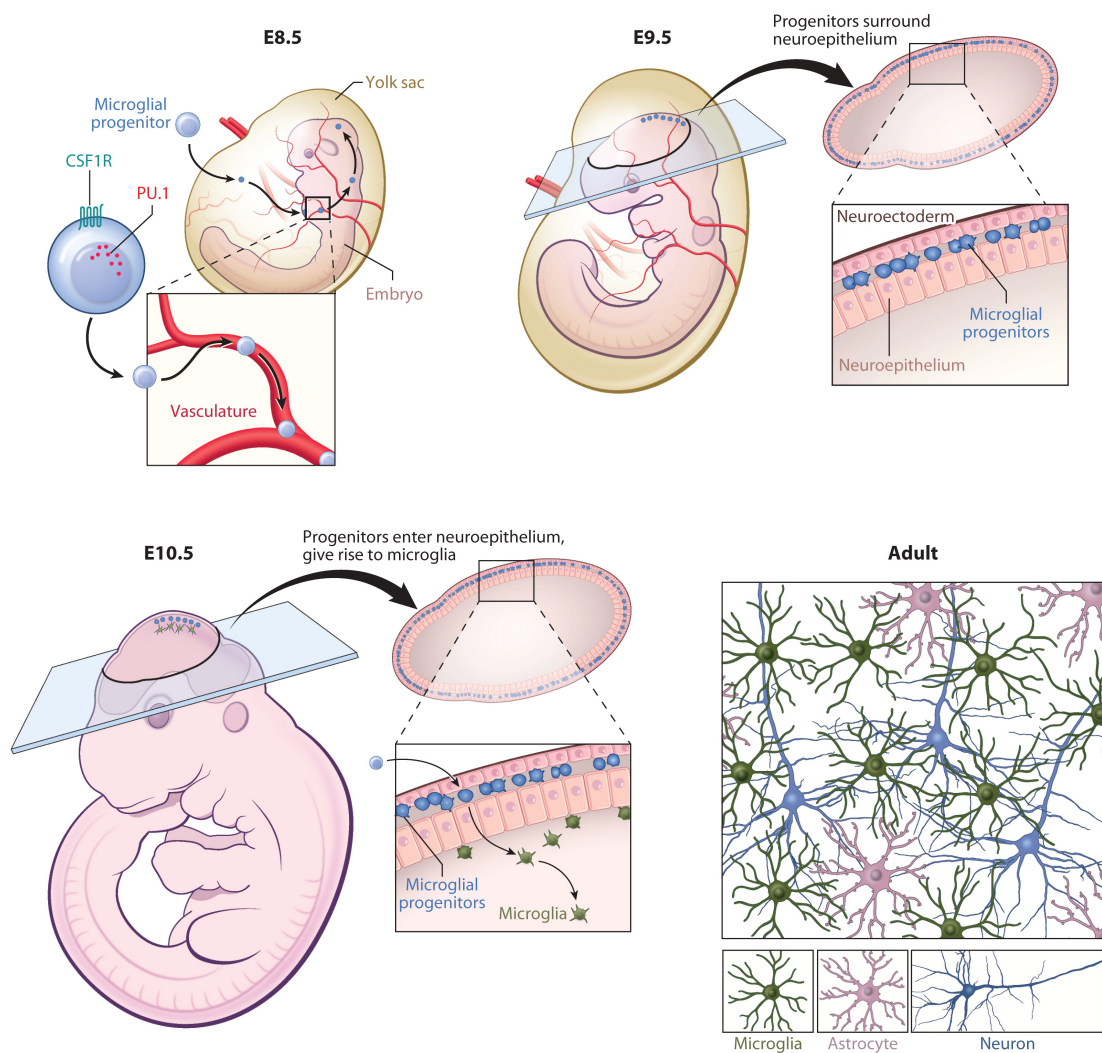 E8.5
Yolk sac
Microglial
progenitor
CSF1R
PU.1
Embryo
Vasculature
E9.5
Progenitors surround
neuroepithelium
Neuroectoderm
Microglial
progenitors
Neuroepithelium
E10.5
Progenitors enter neuroepithelium,
give rise to microglia
Microglial
progenitors
Microglia
Adult
Microglia
Astrocyte
Neuron